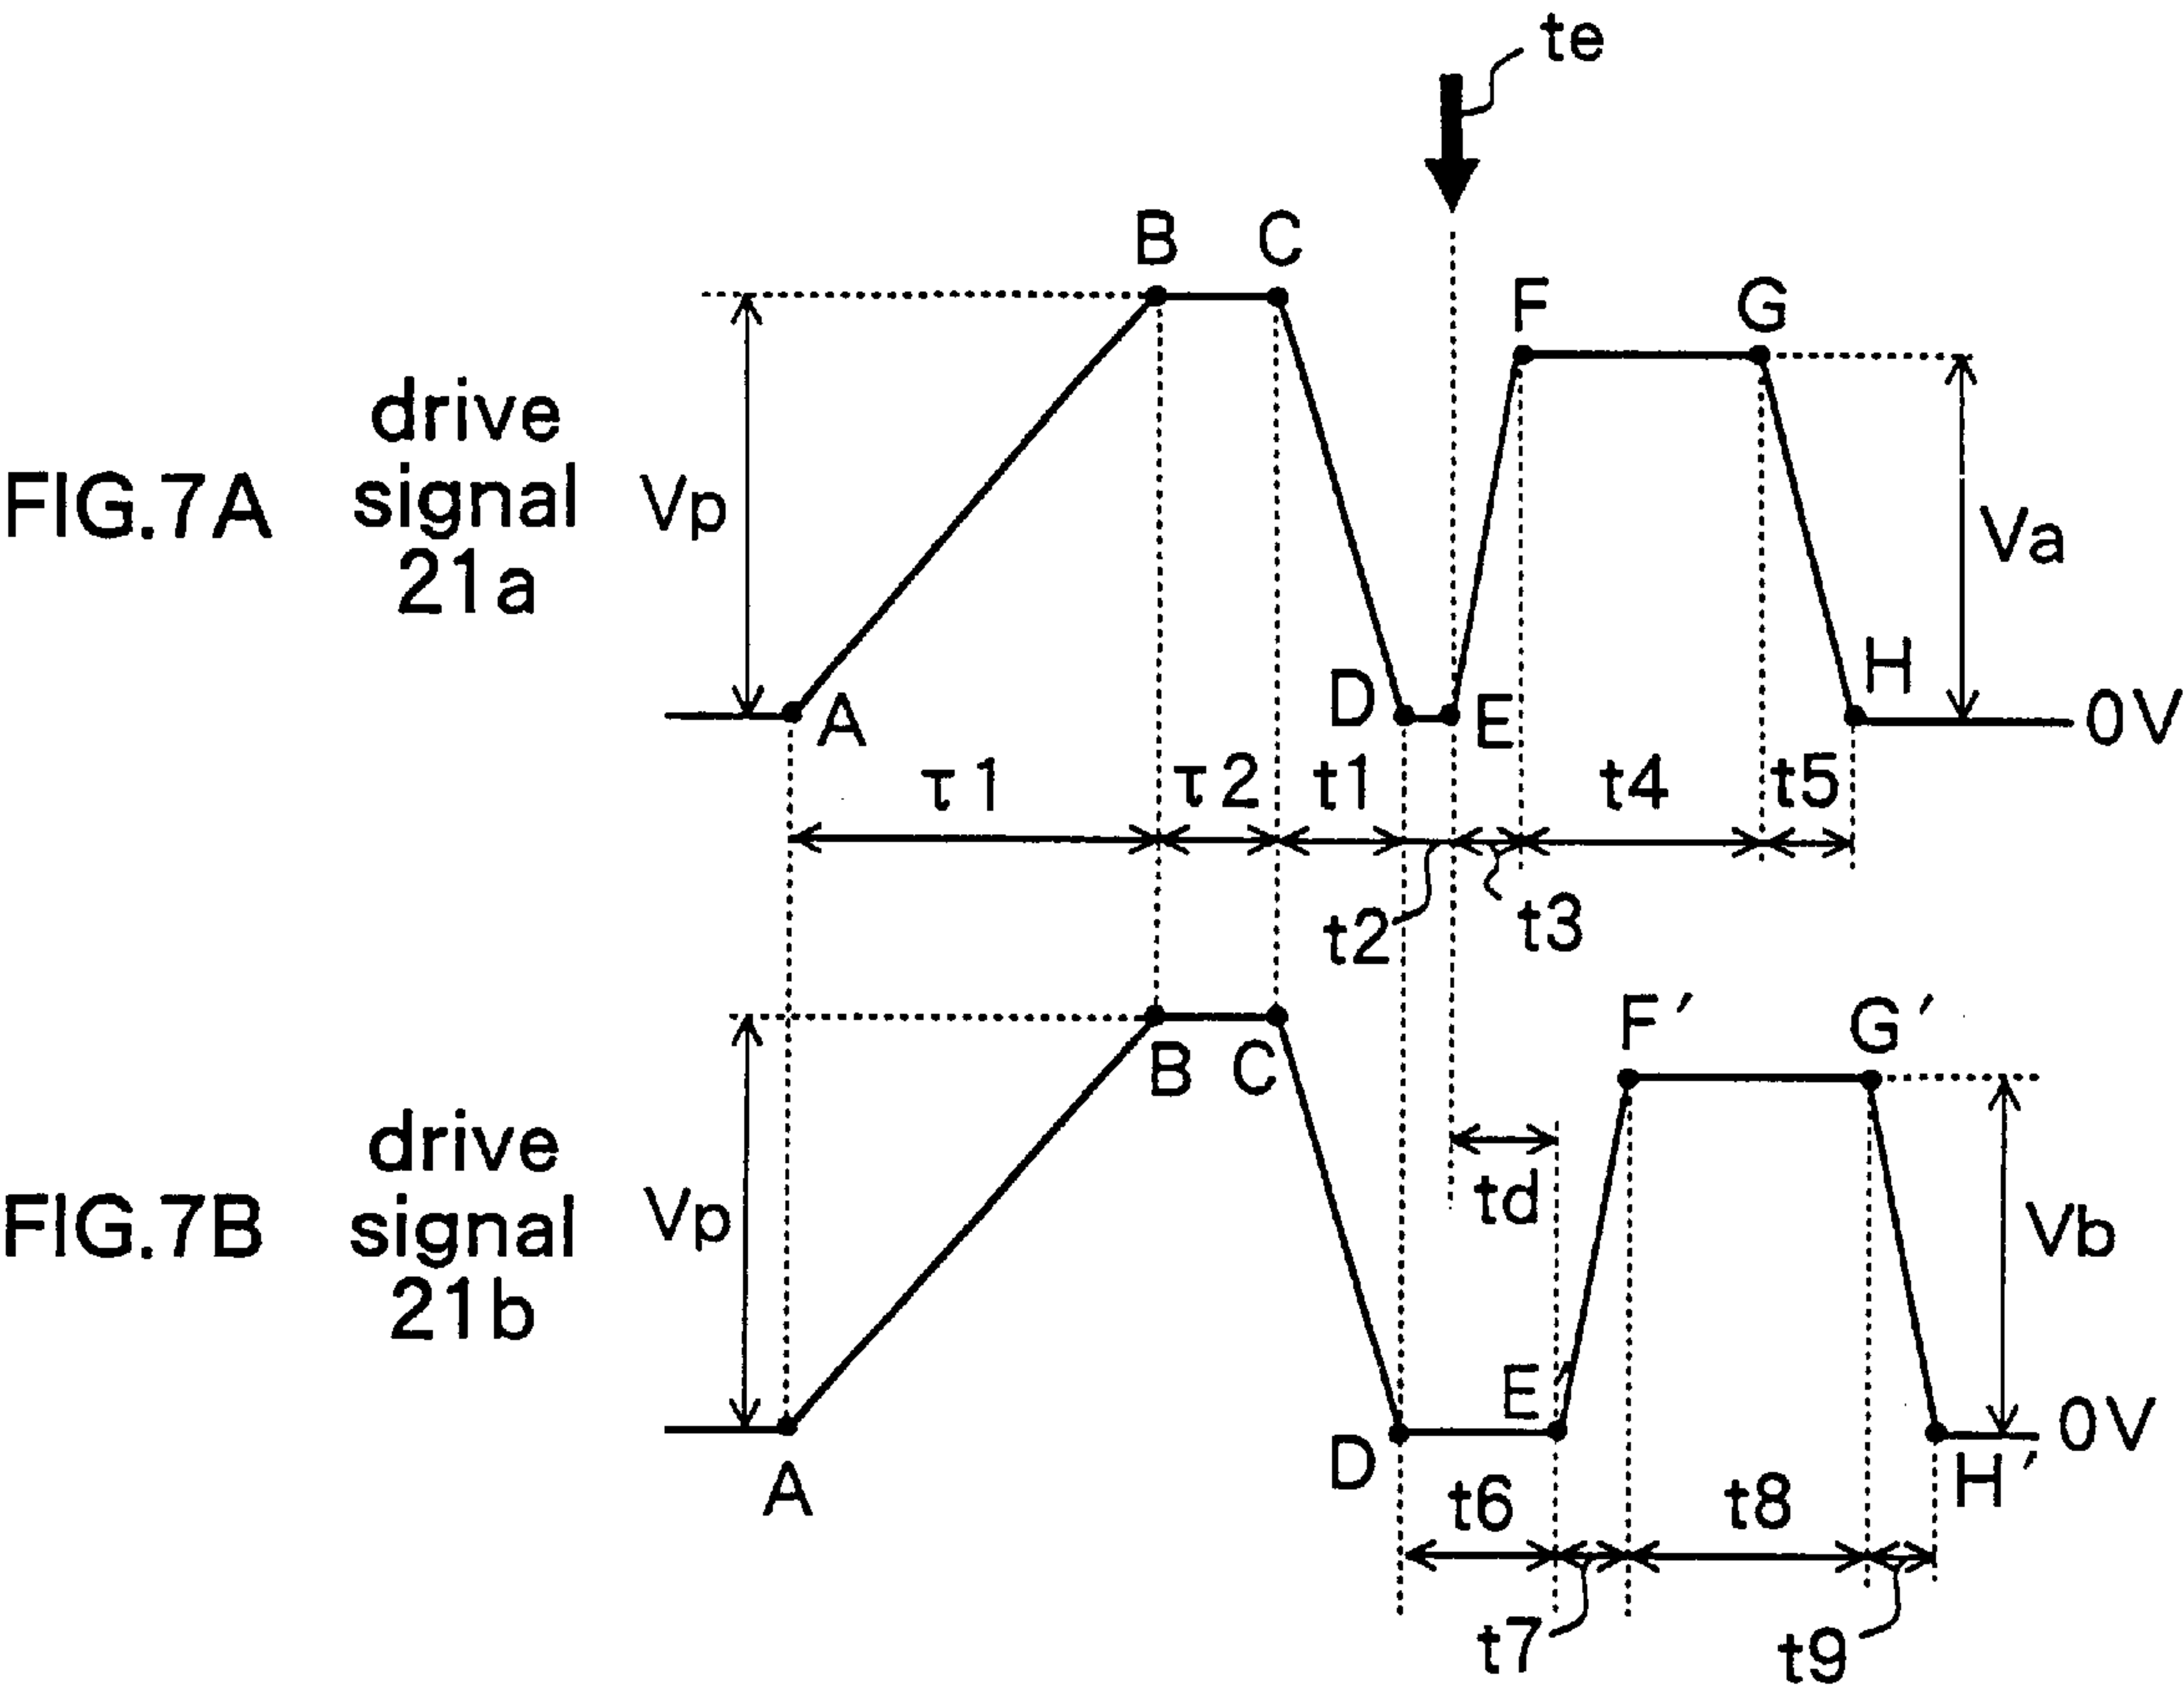 te
B C
F G
FIG.7A
drive
signal
21a
Vp
Va
A
D E
H
0V
τ1 τ2 t1 t4 t5
t2 t3
B C
F′ G′
FIG.7B
drive
signal
21b
Vp
td
Vb
E′
0V
A
D
H′
t6 t8
t7 t9